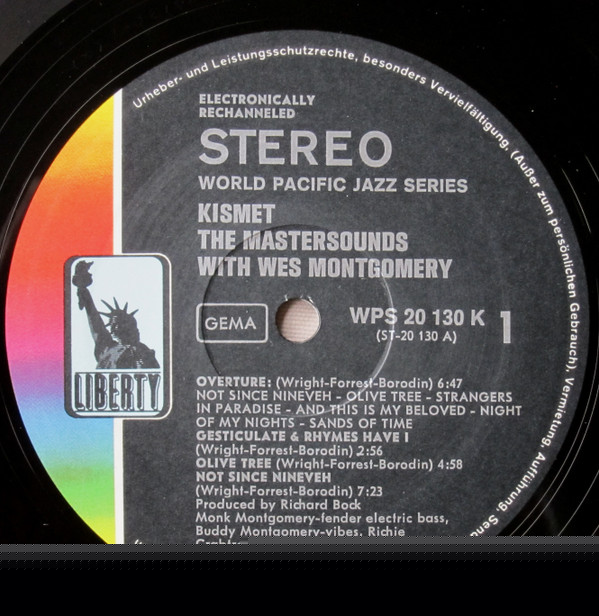 Urheber- und Leistungsschutzrechte, besonders Vervielfältigung, (Außer zum persönlichen Gebrauch), Vermietung, Aufführung,
ELECTRONICALLY
RECHANNELED
STEREO
WORLD PACIFIC JAZZ SERIES
KISMET
THE MASTERSOUNDS
WITH WES MONTGOMERY
GEMA
WPS 20 130 K
(ST-20 130 A)
1
LIBERTY
OVERTURE: (Wright-Forrest-Borodin) 6:47
NOT SINCE NINEVEH - OLIVE TREE - STRANGERS
IN PARADISE - AND THIS IS MY BELOVED - NIGHT
OF MY NIGHTS - SANDS OF TIME
GESTICULATE & RHYMES HAVE I
(Wright-Forrest-Borodin) 2:56
OLIVE TREE (Wright-Forrest-Borodin) 4:58
NOT SINCE NINEVEH
(Wright-Forrest-Borodin) 7:23
Produced by Richard Bock
Monk Montgomery-fender electric bass,
Buddy Montgomery-vibes, Richie